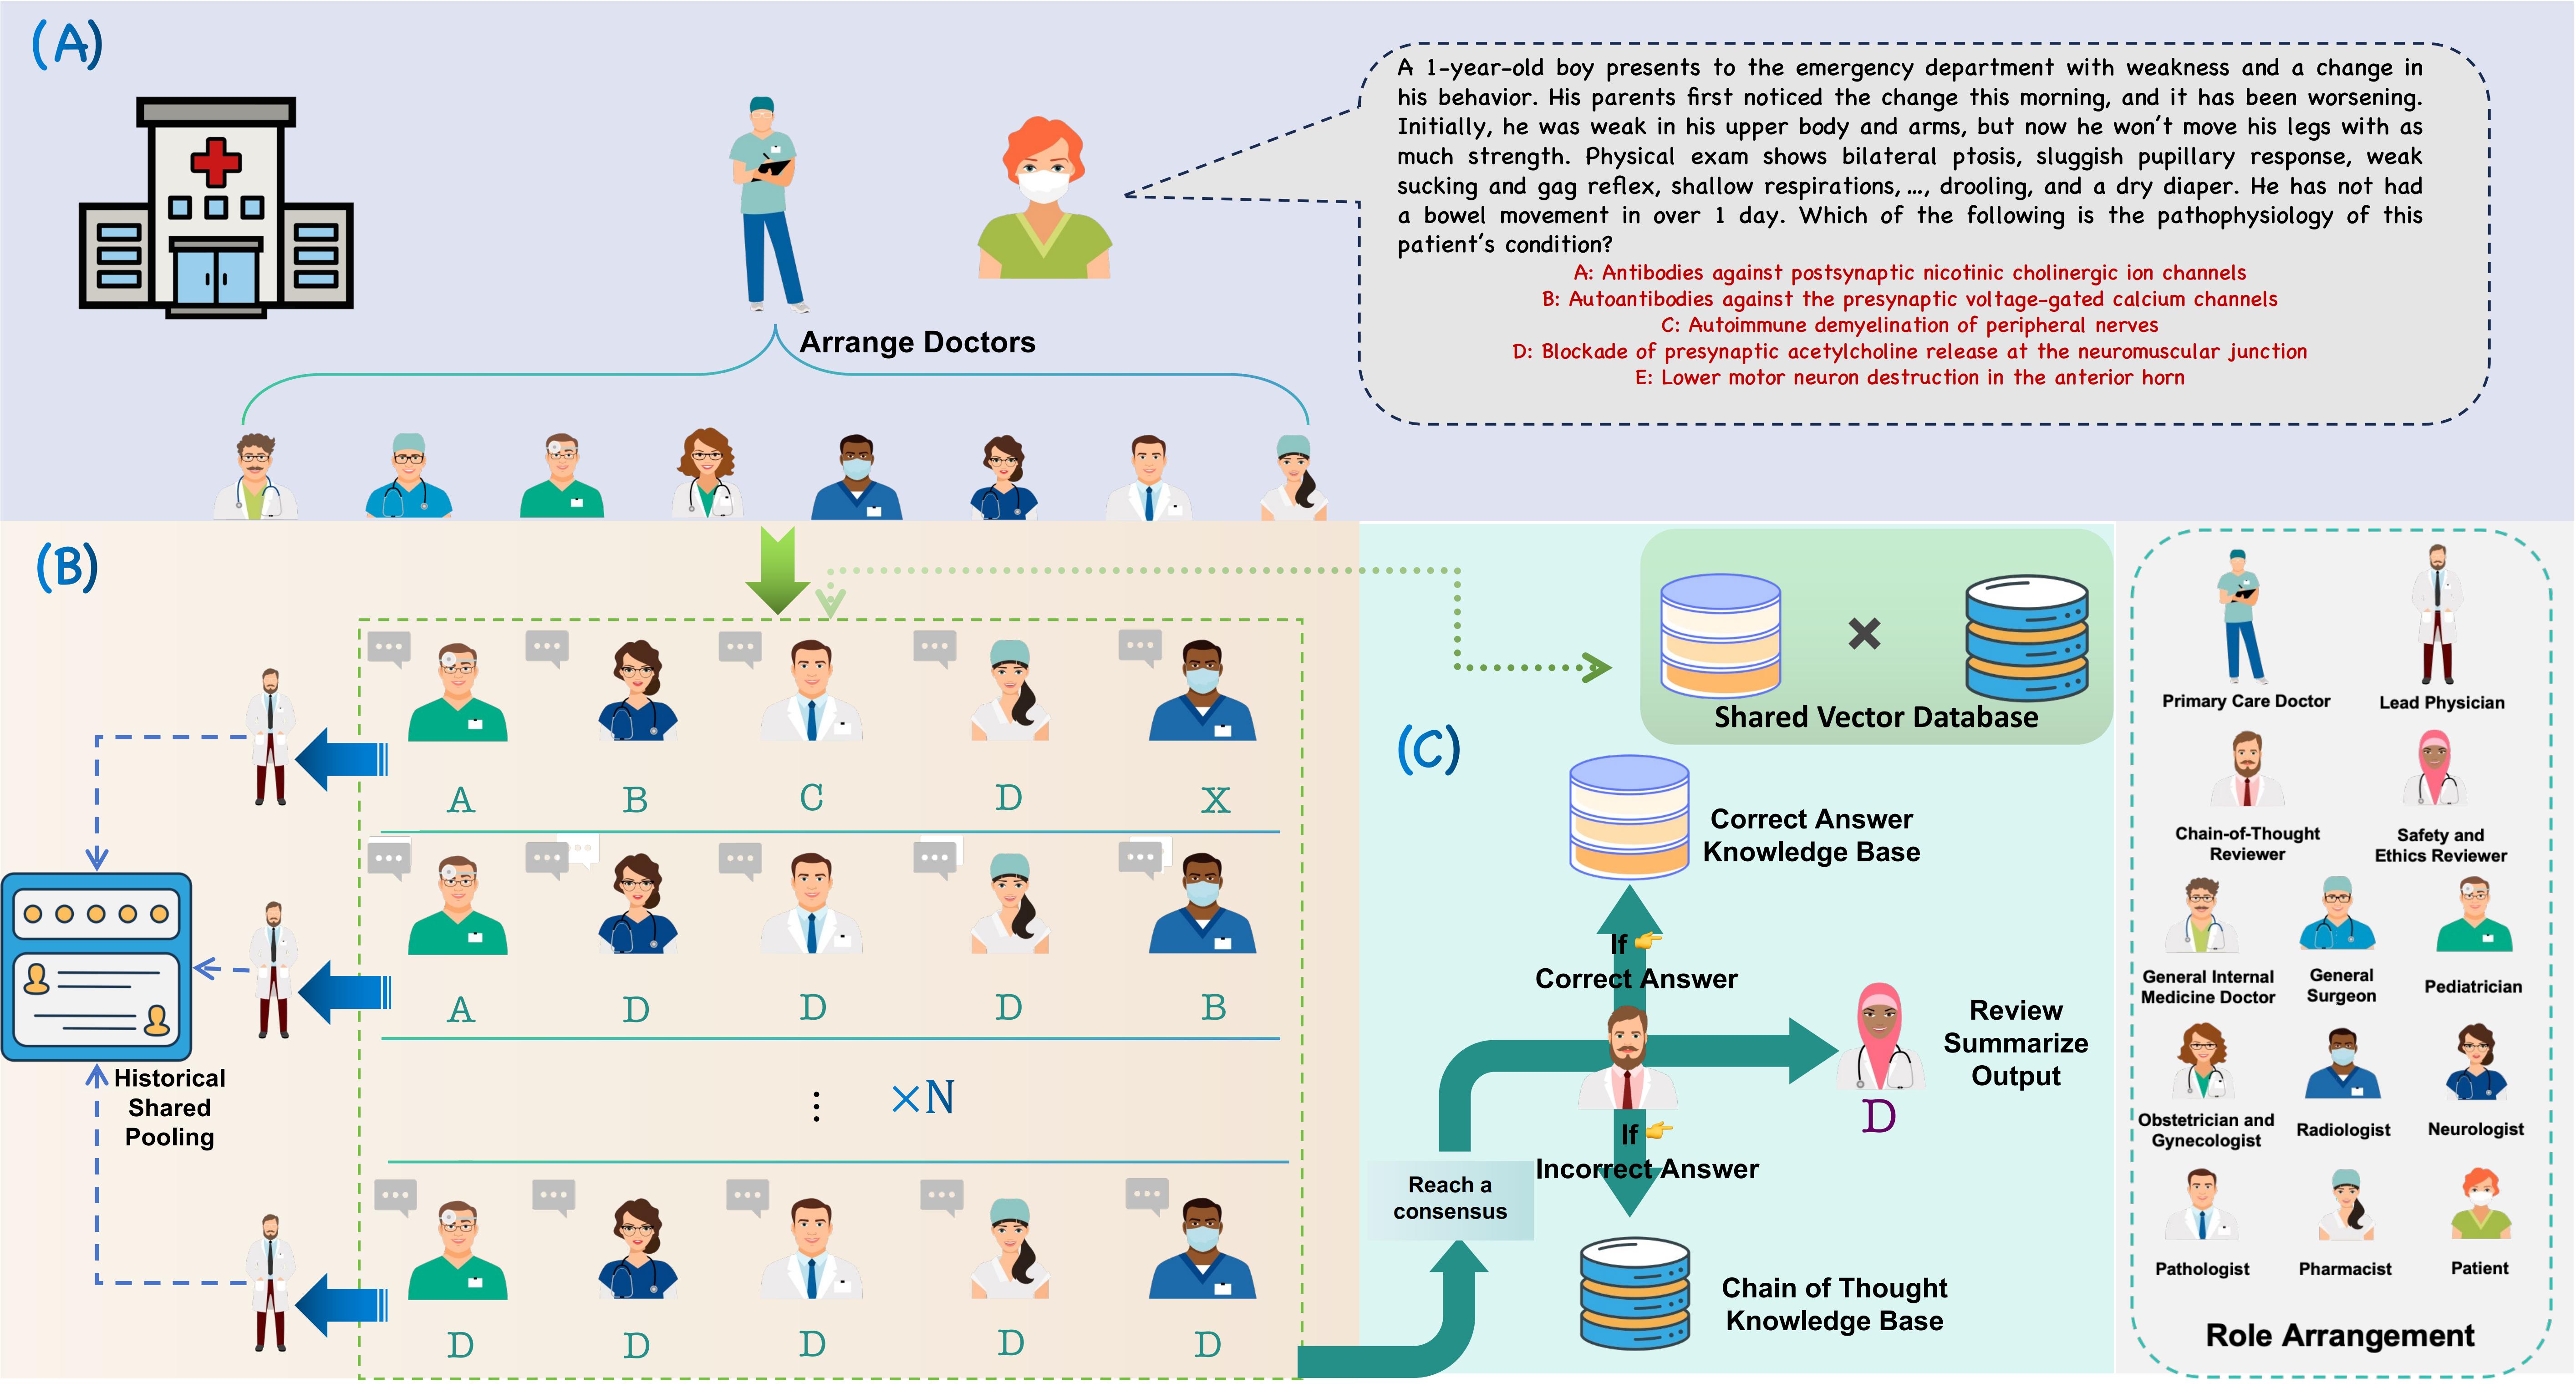 (A)
A 1-year-old boy presents to the emergency department with weakness and a change in
his behavior. His parents first noticed the change this morning, and it has been worsening.
Initially, he was weak in his upper body and arms, but now he won't move his legs with as
much strength. Physical exam shows bilateral ptosis, sluggish pupillary response, weak
sucking and gag reflex, shallow respirations, ..., drooling, and a dry diaper. He has not had
a bowel movement in over 1 day. Which of the following is the pathophysiology of this
patient's condition?
A: Antibodies against postsynaptic nicotinic cholinergic ion channels
B: Autoantibodies against the presynaptic voltage-gated calcium channels
C: Autoimmune demyelination of peripheral nerves
D: Blockade of presynaptic acetylcholine release at the neuromuscular junction
E: Lower motor neuron destruction in the anterior horn
Arrange Doctors
(B)
A B C D X
A D D D B
⋮ ×N
D D D D D
Historical
Shared
Pooling
(C)
Shared Vector Database
Correct Answer
Knowledge Base
If 👉
Correct Answer
Review
Summarize
Output
D
If 👉
Incorrect Answer
Reach a
consensus
Chain of Thought
Knowledge Base
Primary Care Doctor
Lead Physician
Chain-of-Thought
Reviewer
Safety and
Ethics Reviewer
General Internal
Medicine Doctor
General
Surgeon
Pediatrician
Obstetrician and
Gynecologist
Radiologist
Neurologist
Pathologist
Pharmacist
Patient
Role Arrangement